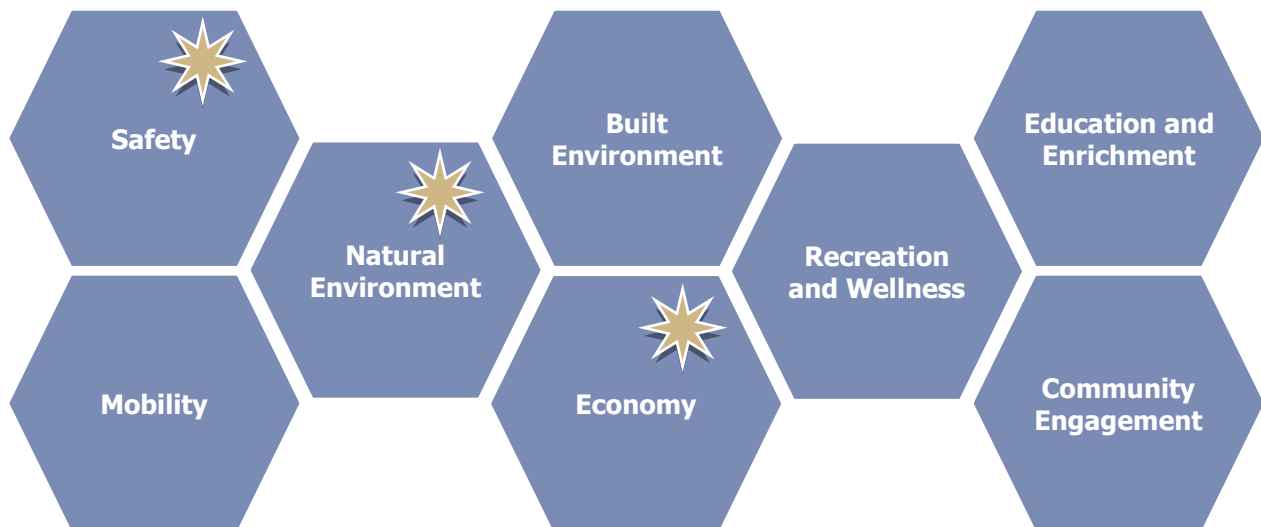 Safety
Mobility
Natural
Environment
Built
Environment
Economy
Recreation
and Wellness
Education and
Enrichment
Community
Engagement